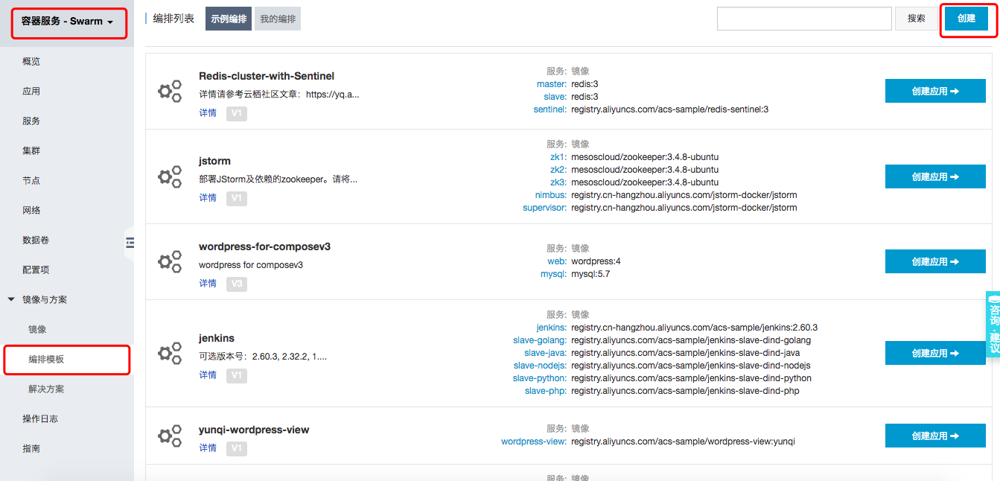 容器服务 - Swarm
概览
应用
服务
集群
节点
网络
数据卷
配置项
镜像与方案
镜像
编排模板
解决方案
操作日志
指南
编排列表 示例编排 我的编排 搜索 创建
Redis-cluster-with-Sentinel
详情请参考云栖社区文章：https://yq.a...
详情 V1
服务: 镜像
master: redis:3
slave: redis:3
sentinel: registry.aliyuncs.com/acs-sample/redis-sentinel:3
创建应用
jstorm
部署JStorm及依赖的zookeeper。请将...
详情 V1
服务: 镜像
zk1: mesoscloud/zookeeper:3.4.8-ubuntu
zk2: mesoscloud/zookeeper:3.4.8-ubuntu
zk3: mesoscloud/zookeeper:3.4.8-ubuntu
nimbus: registry.cn-hangzhou.aliyuncs.com/jstorm-docker/jstorm
supervisor: registry.cn-hangzhou.aliyuncs.com/jstorm-docker/jstorm
创建应用
wordpress-for-composev3
wordpress for composev3
详情 V3
服务: 镜像
web: wordpress:4
mysql: mysql:5.7
创建应用
jenkins
可选版本号：2.60.3, 2.32.2, 1....
详情 V1
服务: 镜像
jenkins: registry.cn-hangzhou.aliyuncs.com/acs-sample/jenkins:2.60.3
slave-golang: registry.aliyuncs.com/acs-sample/jenkins-slave-dind-golang
slave-java: registry.aliyuncs.com/acs-sample/jenkins-slave-dind-java
slave-nodejs: registry.aliyuncs.com/acs-sample/jenkins-slave-dind-nodejs
slave-python: registry.aliyuncs.com/acs-sample/jenkins-slave-dind-python
slave-php: registry.aliyuncs.com/acs-sample/jenkins-slave-dind-php
创建应用
yunqi-wordpress-view
详情 V1
服务: 镜像
wordpress-view: registry.aliyuncs.com/acs-sample/wordpress-view:yunqi
创建应用
服务: 镜像
咨询·建议